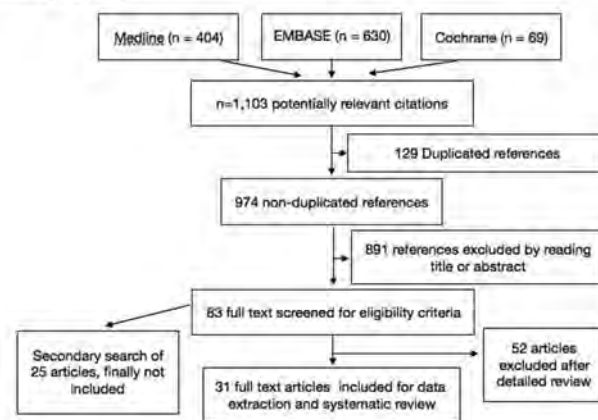 Medline (n = 404)
EMBASE (n = 630)
Cochrane (n = 69)
n=1,103 potentially relevant citations
129 Duplicated references
974 non-duplicated references
891 references excluded by reading
title or abstract
83 full text screened for eligibility criteria
Secondary search of
25 articles, finally not
included
52 articles
excluded after
detailed review
31 full text articles included for data
extraction and systematic review